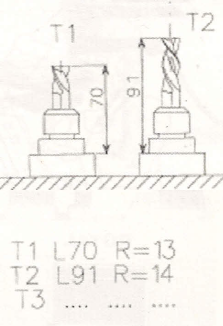 T1
T2
70
91
T1 L70 R=13
T2 L91 R=14
T3 .... .... ....